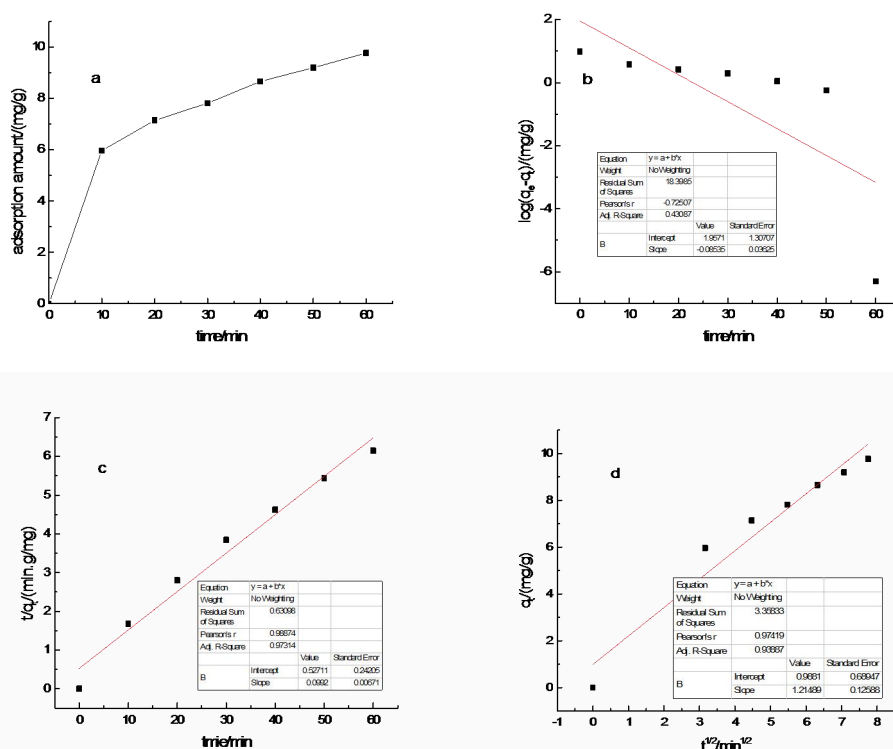 a
adsorption amount/(mg/g)
10
8
6
4
2
0
0 10 20 30 40 50 60
time/min
b
log(qe-qt)/(mg/g)
2
0
-2
-4
-6
Equation y = a + b*x
Weight No Weighting
Residual Sum of Squares 18.3985
Pearson's r -0.72507
Adj. R-Square 0.43087
Value Standard Error
B Intercept 1.9571 1.30707
Slope -0.08535 0.03625
0 10 20 30 40 50 60
time/min
c
t/qt/(min.g/mg)
7
6
5
4
3
2
1
0
Equation y = a + b*x
Weight No Weighting
Residual Sum of Squares 0.63098
Pearson's r 0.98874
Adj. R-Square 0.97314
Value Standard Error
B Intercept 0.52711 0.24205
Slope 0.0992 0.00671
0 10 20 30 40 50 60
tmie/min
d
qt/(mg/g)
10
8
6
4
2
0
Equation y = a + b*x
Weight No Weighting
Residual Sum of Squares 3.35833
Pearson's r 0.97419
Adj. R-Square 0.93887
Value Standard Error
B Intercept 0.9881 0.68947
Slope 1.21489 0.12588
-1 0 1 2 3 4 5 6 7 8
t1/2/min1/2